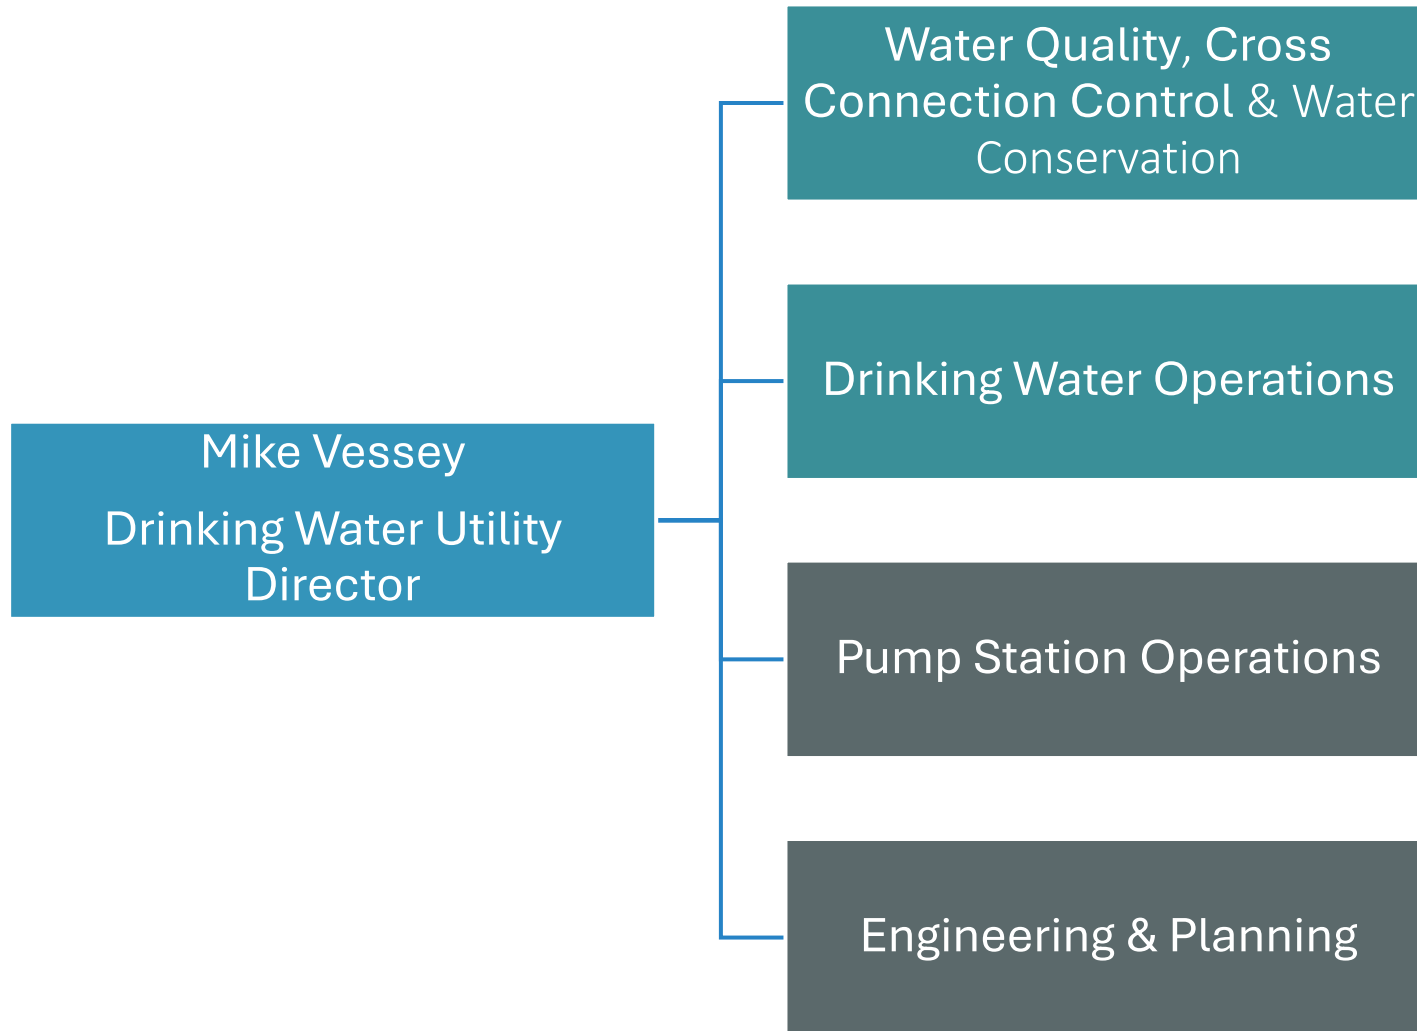 Water Quality, Cross
Connection Control & Water
Conservation
Drinking Water Operations
Mike Vessey
Drinking Water Utility
Director
Pump Station Operations
Engineering & Planning